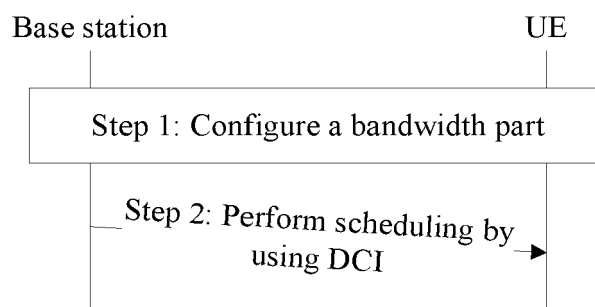 Base station
UE
Step 1: Configure a bandwidth part
Step 2: Perform scheduling by
using DCI